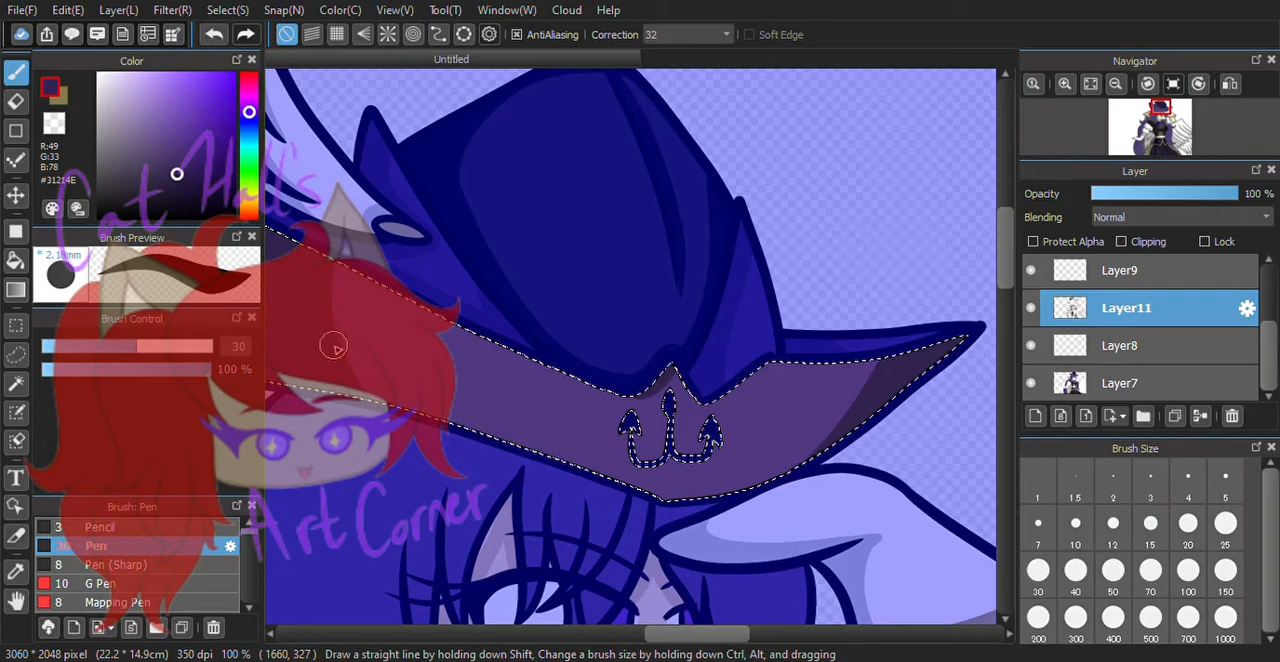 File(F) Edit(E) Layer(L) Filter(R) Select(S) Snap(N) Color(C) View(V) Tool(T) Window(W) Cloud Help
AntiAliasing Correction 32 Soft Edge
Color
Untitled
Navigator
R:49
G:33
B:78
#31214E
Cat Hall's
Art Corner
Brush Preview
* 2.18mm
Brush Control
30
100 %
Brush: Pen
3 Pencil
30 Pen
8 Pen (Sharp)
10 G Pen
8 Mapping Pen
Layer
Opacity 100 %
Blending Normal
Protect Alpha Clipping Lock
Layer9
Layer11
Layer8
Layer7
Brush Size
1 1.5 2 3 4 5
7 10 12 15 20 25
30 40 50 70 100 150
200 300 400 500 700 1000
3060 * 2048 pixel (22.2 * 14.9cm) 350 dpi 100 % ( 1660, 327 ) Draw a straight line by holding down Shift, Change a brush size by holding down Ctrl, Alt, and dragging